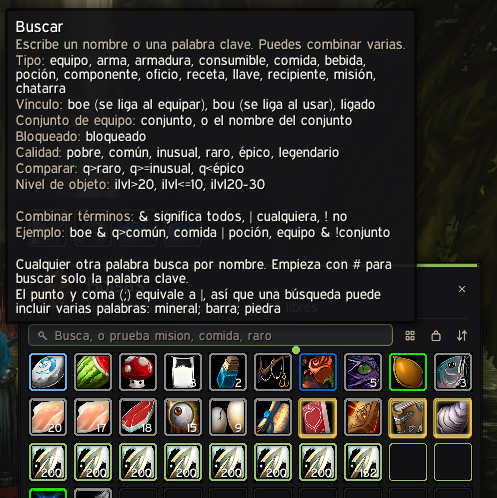 Buscar
Escribe un nombre o una palabra clave. Puedes combinar varias.
Tipo: equipo, arma, armadura, consumible, comida, bebida,
poción, componente, oficio, receta, llave, recipiente, misión,
chatarra
Vínculo: boe (se liga al equipar), bou (se liga al usar), ligado
Conjunto de equipo: conjunto, o el nombre del conjunto
Bloqueado: bloqueado
Calidad: pobre, común, inusual, raro, épico, legendario
Comparar: q>raro, q>=inusual, q<épico
Nivel de objeto: ilvl>20, ilvl<=10, ilvl20-30
Combinar términos: & significa todos, | cualquiera, ! no
Ejemplo: boe & q>común, comida | poción, equipo & !conjunto
Cualquier otra palabra busca por nombre. Empieza con # para
buscar solo la palabra clave.
El punto y coma (;) equivale a |, así que una búsqueda puede
incluir varias palabras: mineral; barra; piedra
libres
Busca, o prueba mision, comida, raro
3 2 5 3
20 17 18 15 9
200 200 200 200 200 200 200 162